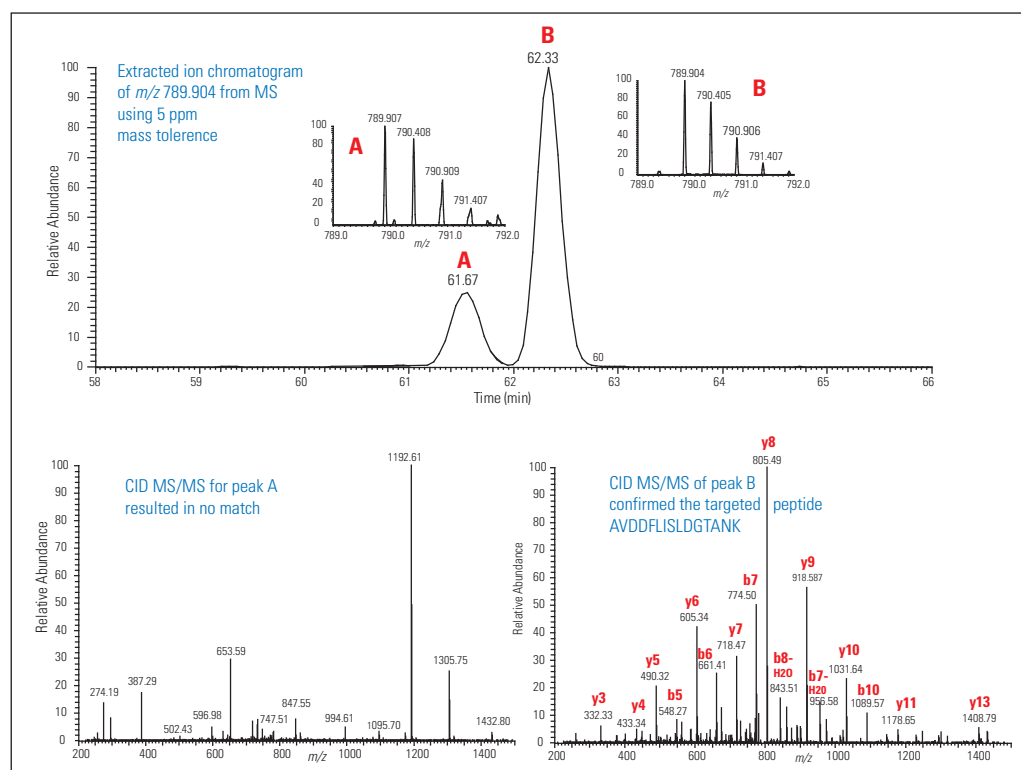 Extracted ion chromatogram
of m/z 789.904 from MS
using 5 ppm
mass tolerence
B
62.33
A
61.67
60
Relative Abundance
100
90
80
70
60
50
40
30
20
10
0
58
59
60
61
62
63
64
65
66
Time (min)
A
789.907
790.408
790.909
791.407
100
80
60
40
20
0
789.0
790.0
791.0
792.0
m/z
B
789.904
790.405
790.906
791.407
100
80
60
40
20
0
789.0
790.0
791.0
792.0
m/z
CID MS/MS for peak A
resulted in no match
Relative Abundance
100
90
80
70
60
50
40
30
20
10
0
274.19
387.29
502.43
596.98
653.59
747.51
847.55
994.61
1095.70
1192.61
1305.75
1432.80
200
400
600
800
1000
1200
1400
m/z
CID MS/MS of peak B
confirmed the targeted peptide
AVDDFLISLDGTANK
Relative Abundance
100
90
80
70
60
50
40
30
20
10
0
y3
332.33
y4
433.34
y5
490.32
b5
548.27
y6
605.34
b6
661.41
y7
718.47
b7
774.50
y8
805.49
b8-
H2O
843.51
y9
918.587
b7-
H2O
956.58
y10
1031.64
b10
1089.57
y11
1178.65
y13
1408.79
200
400
600
800
1000
1200
1400
m/z